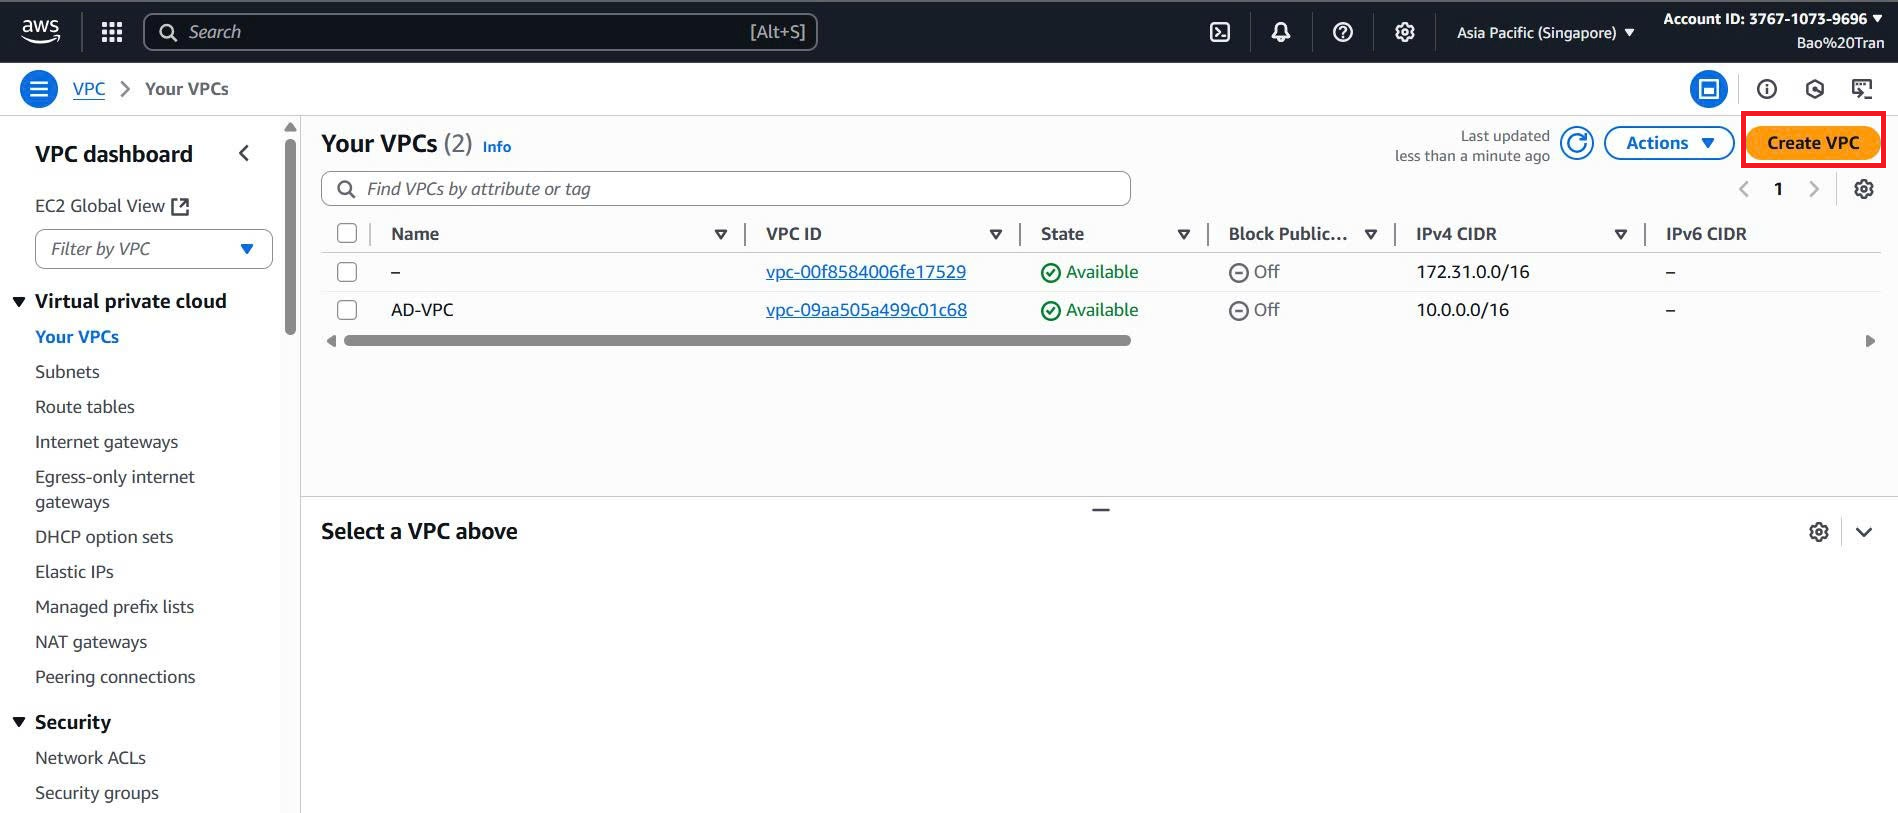 aws
Search
[Alt+S]
Asia Pacific (Singapore)
Account ID: 3767-1073-9696
Bao%20Tran
VPC
Your VPCs
VPC dashboard
EC2 Global View
Filter by VPC
Virtual private cloud
Your VPCs
Subnets
Route tables
Internet gateways
Egress-only internet
gateways
DHCP option sets
Elastic IPs
Managed prefix lists
NAT gateways
Peering connections
Security
Network ACLs
Security groups
Your VPCs (2) Info
Last updated
less than a minute ago
Actions
Create VPC
Find VPCs by attribute or tag
1
Name VPC ID State Block Public... IPv4 CIDR IPv6 CIDR
– vpc-00f8584006fe17529 Available Off 172.31.0.0/16 –
AD-VPC vpc-09aa505a499c01c68 Available Off 10.0.0.0/16 –
Select a VPC above